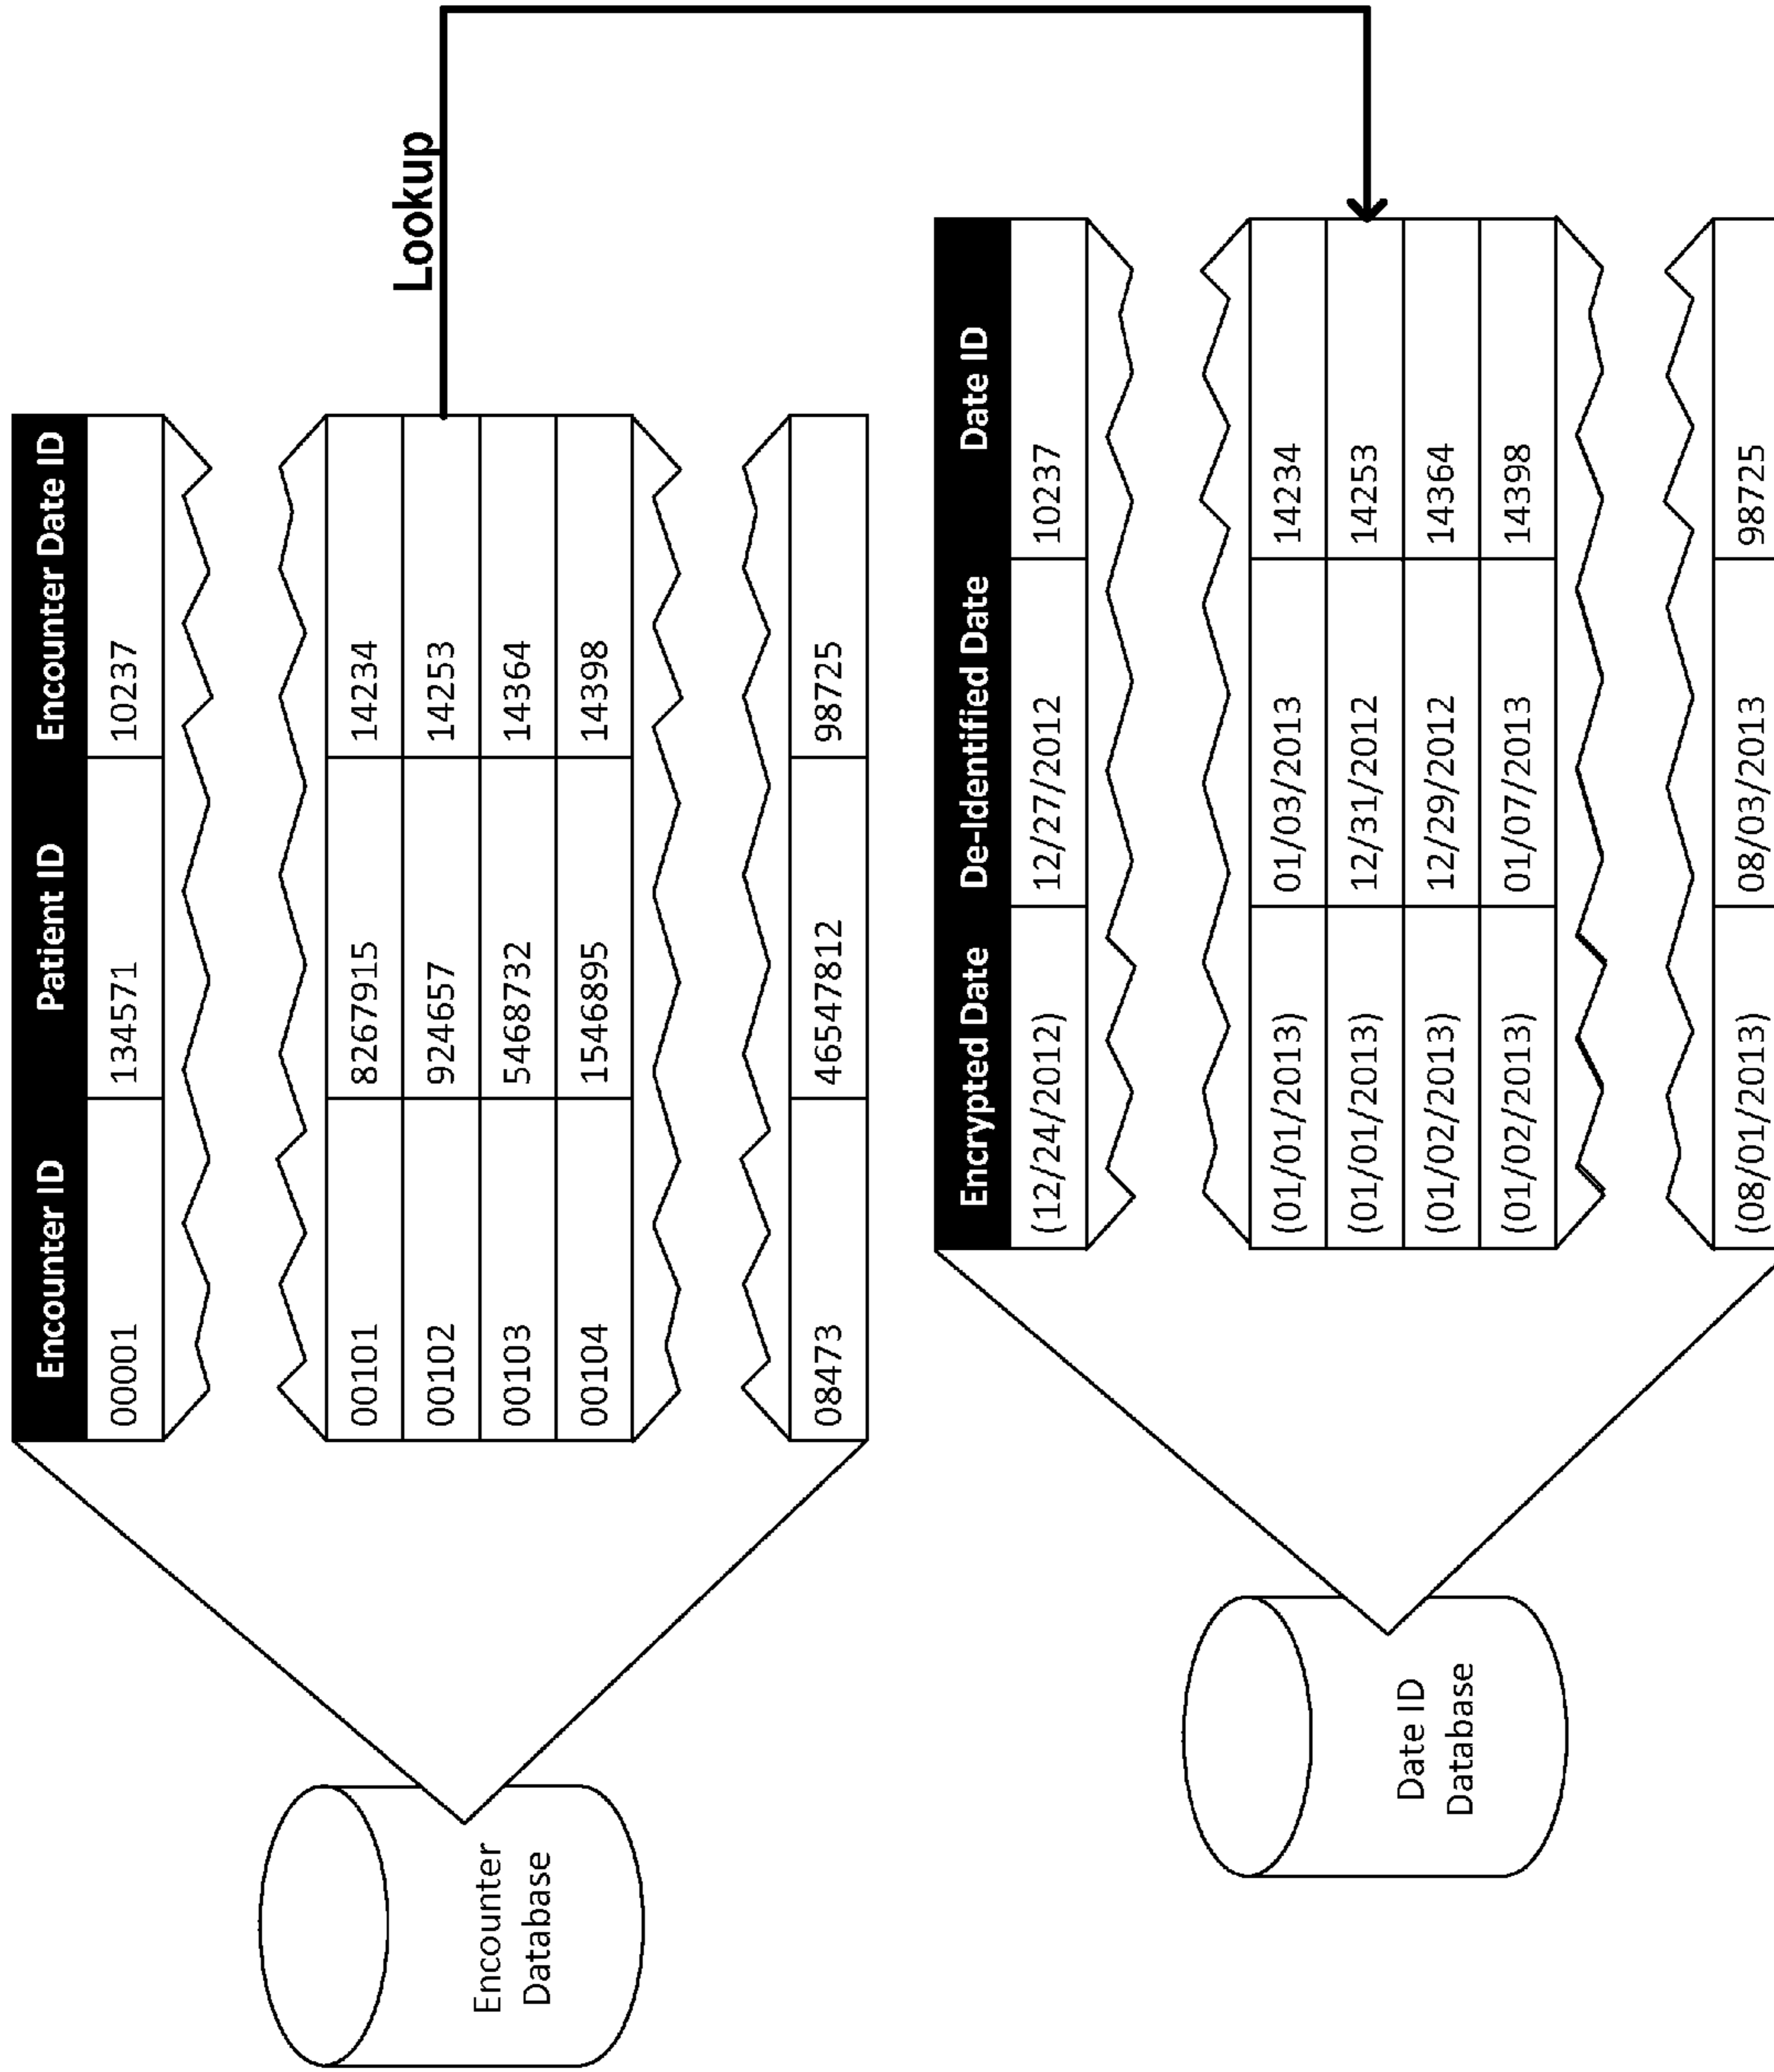 Encounter ID Patient ID Encounter Date ID
00001 134571 10237
00101 8267915 14234
00102 924657 14253
00103 5468732 14364
00104 1546895 14398
08473 46547812 98725
Encounter
Database
Lookup
Encrypted Date De-Identified Date Date ID
(12/24/2012) 12/27/2012 10237
(01/01/2013) 01/03/2013 14234
(01/01/2013) 12/31/2012 14253
(01/02/2013) 12/29/2012 14364
(01/02/2013) 01/07/2013 14398
(08/01/2013) 08/03/2013 98725
Date ID
Database